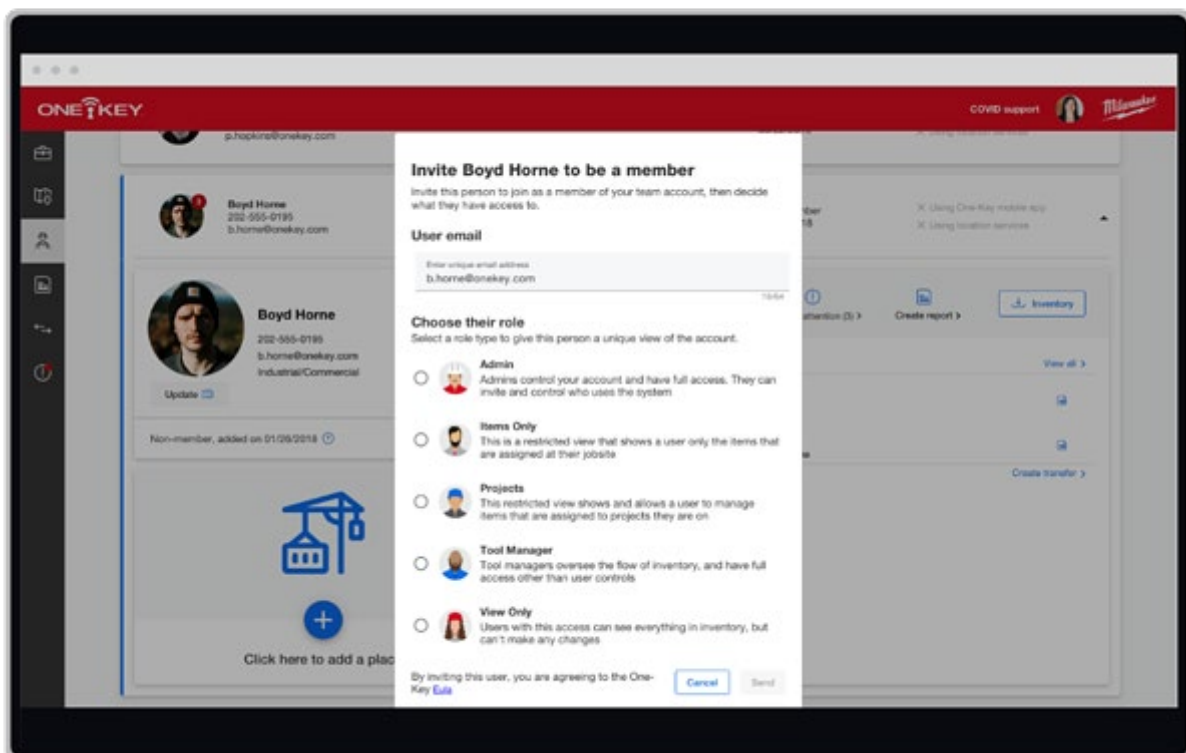 ONE KEY
COVID support
Milwaukee
p.hopkins@onekey.com
Using location services
Boyd Horne
202-555-0195
b.horne@onekey.com
Using One-Key mobile app
Using location services
Invite Boyd Horne to be a member
Invite this person to join as a member of your team account, then decide
what they have access to.
User email
Enter unique email address
b.horne@onekey.com
Choose their role
Select a role type to give this person a unique view of the account.
Admin
Admins control your account and have full access. They can
invite and control who uses the system
Items Only
This is a restricted view that shows a user only the items that
are assigned at their jobsite
Projects
This restricted view shows and allows a user to manage
items that are assigned to projects they are on
Tool Manager
Tool managers oversee the flow of inventory, and have full
access other than user controls
View Only
Users with this access can see everything in inventory, but
can't make any changes
By inviting this user, you are agreeing to the One-
Key Eula
Cancel
Send
Boyd Horne
202-555-0195
b.horne@onekey.com
Industrial/Commercial
Update
Non-member, added on 01/26/2018
Click here to add a plac
attention (3) >
Create report >
Inventory
View all >
Create transfer >